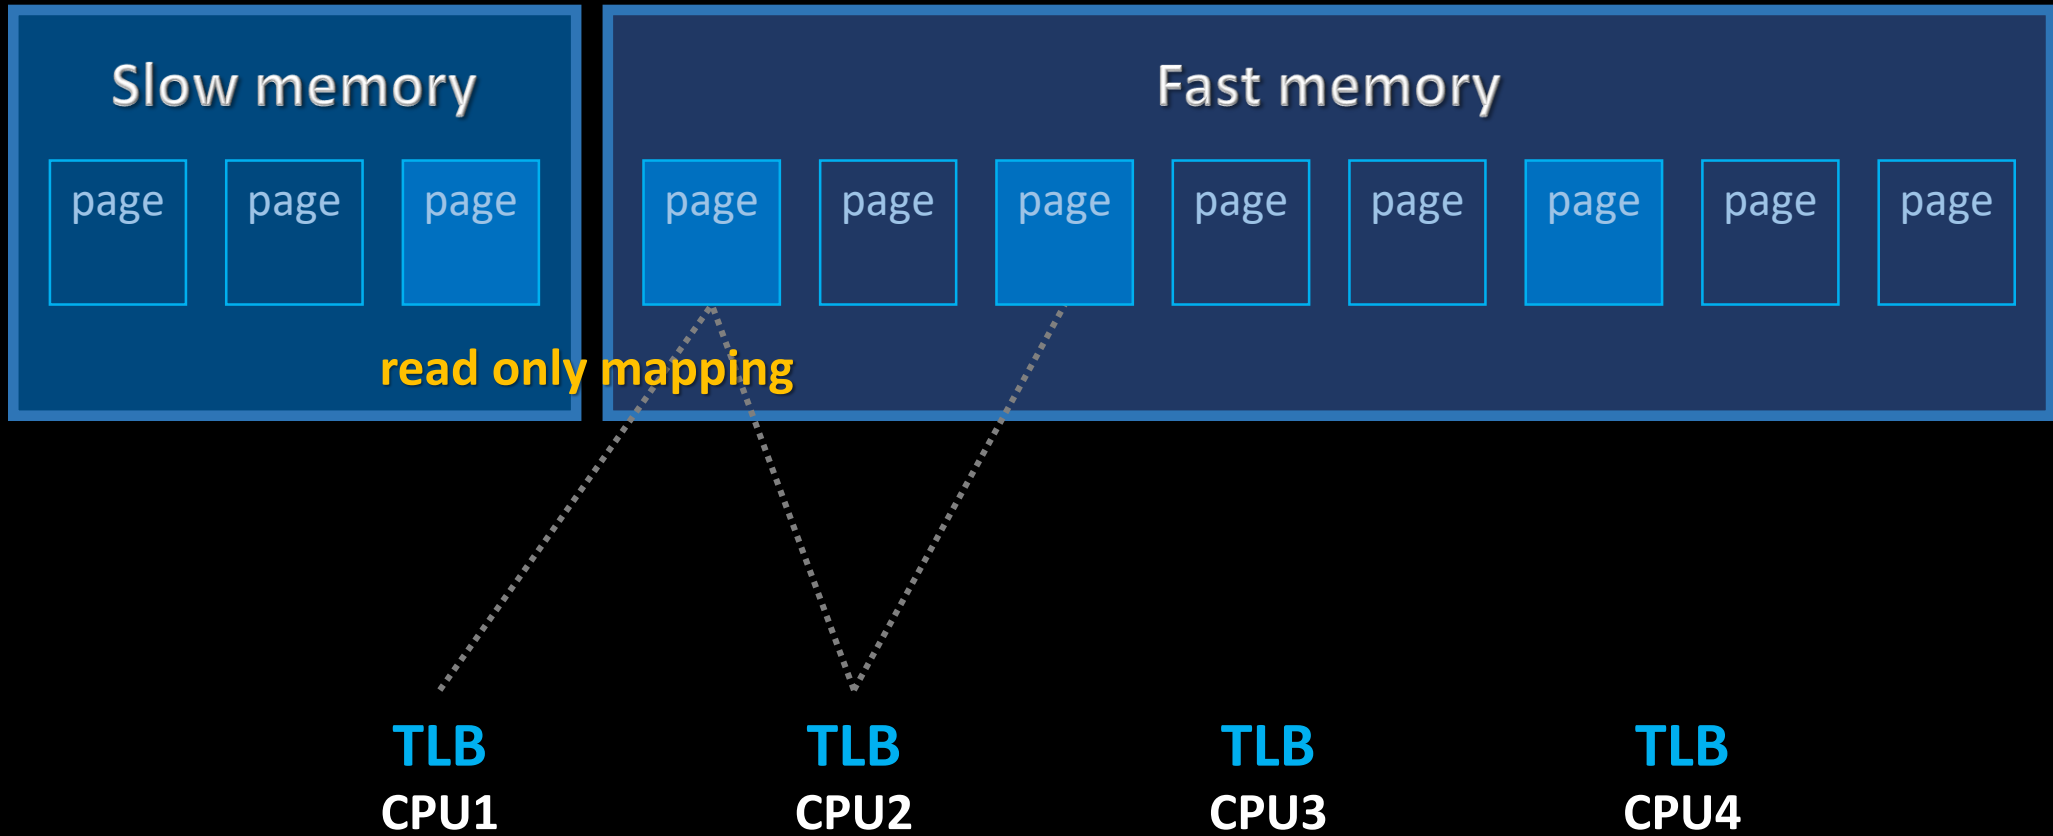 Slow memory
Fast memory
page page page page page page page page page page page
read only mapping
TLB TLB TLB TLB
CPU1 CPU2 CPU3 CPU4